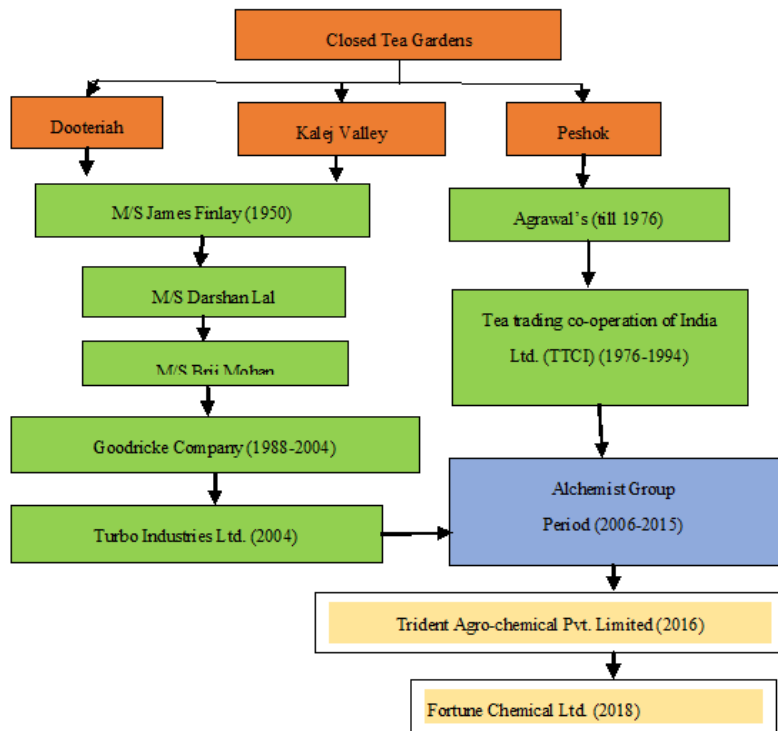 Closed Tea Gardens
Dooteriah
Kalej Valley
Peshok
M/S James Finlay (1950)
Agrawal’s (till 1976)
M/S Darshan Lal
Tea trading co-operation of India
Ltd. (TTCI) (1976-1994)
M/S Brij Mohan
Goodricke Company (1988-2004)
Alchemist Group
Period (2006-2015)
Turbo Industries Ltd. (2004)
Trident Agro-chemical Pvt. Limited (2016)
Fortune Chemical Ltd. (2018)